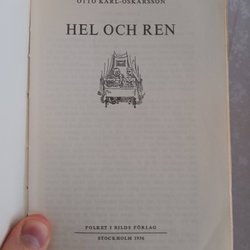 OTTO KARL-OSKARSSON
HEL OCH REN
FOLKET I BILDS FÖRLAG
STOCKHOLM 1956